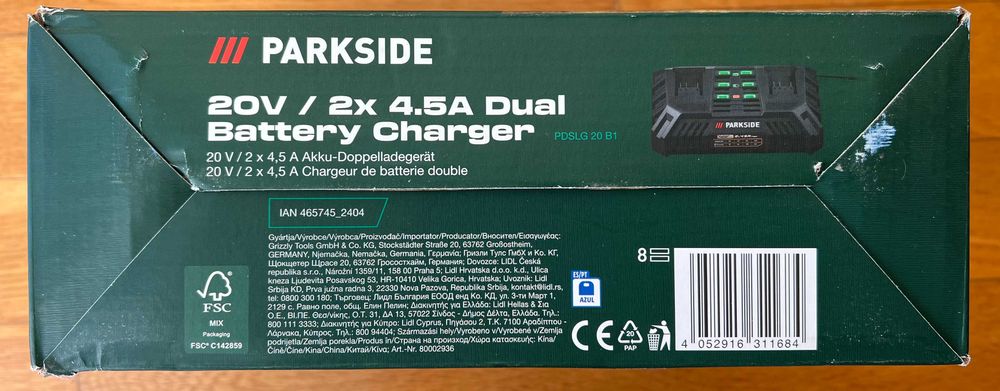 PARKSIDE
20V / 2x 4.5A Dual
Battery Charger PDSLG 20 B1
20 V / 2 x 4,5 A Akku-Doppelladegerät
20 V / 2 x 4,5 A Chargeur de batterie double
PARKSIDE
IAN 465745_2404
Gyártja/Výrobce/Výrobca/Proizvođač/Importator/Producator/Вносител/Εισαγωγέας:
Grizzly Tools GmbH & Co. KG, Stockstädter Straße 20, 63762 Großostheim,
GERMANY, Njemačka, Nemačka, Germania, Германия; Гризли Тулс ГмбХ и Ко. КГ,
Щокщетер Щрасе 20, 63762 Гросостхайм, Германия; Dovozce: LIDL Česká
republika s.r.o., Nárožní 1359/11, 158 00 Praha 5; Lidl Hrvatska d.o.o. k.d., Ulica
kneza Ljudevita Posavskog 53, HR-10410 Velika Gorica, Hrvatska; Uvoznik: Lidl
Srbija KD, Prva južna radna 3, 22330 Nova Pazova, Republika Srbija, kontakt@lidl.rs,
tel: 0800 300 180; Търговец: Лидл България ЕООД енд Ко. КД, ул. 3-ти Март 1,
2129 с. Равно поле, общ. Елин Пелин; Διακινητής για Ελλάδα: Lidl Hellas & Σια
Ο.Ε., ΒΙ.ΠΕ. Θεσ/νίκης, Ο.Τ. 31, ΔΑ 13, 57022 Σίνδος - Δήμος Δέλτα, Ελλάδα, Τηλ.:
800 111 3333; Διακινητής για Κύπρο: Lidl Cyprus, Πηγάσου 2, Τ.Κ. 7100 Αραδίππου -
Λάρνακα, Κύπρος. Τηλ.: 800 94404; Származási hely/Vyrobeno v/Vyrobené v/Zemlja
podrijetla/Zemlja porekla/Produs în/Страна на произход/Χώρα κατασκευής: Kína/
Čína/Čine/Kine/Kina/China/Китай/Κίνα; Art.-Nr. 80002936
FSC
MIX
Packaging
FSC® C142859
ES/PT
AZUL
8
CE
20
PAP
4 052916 311684